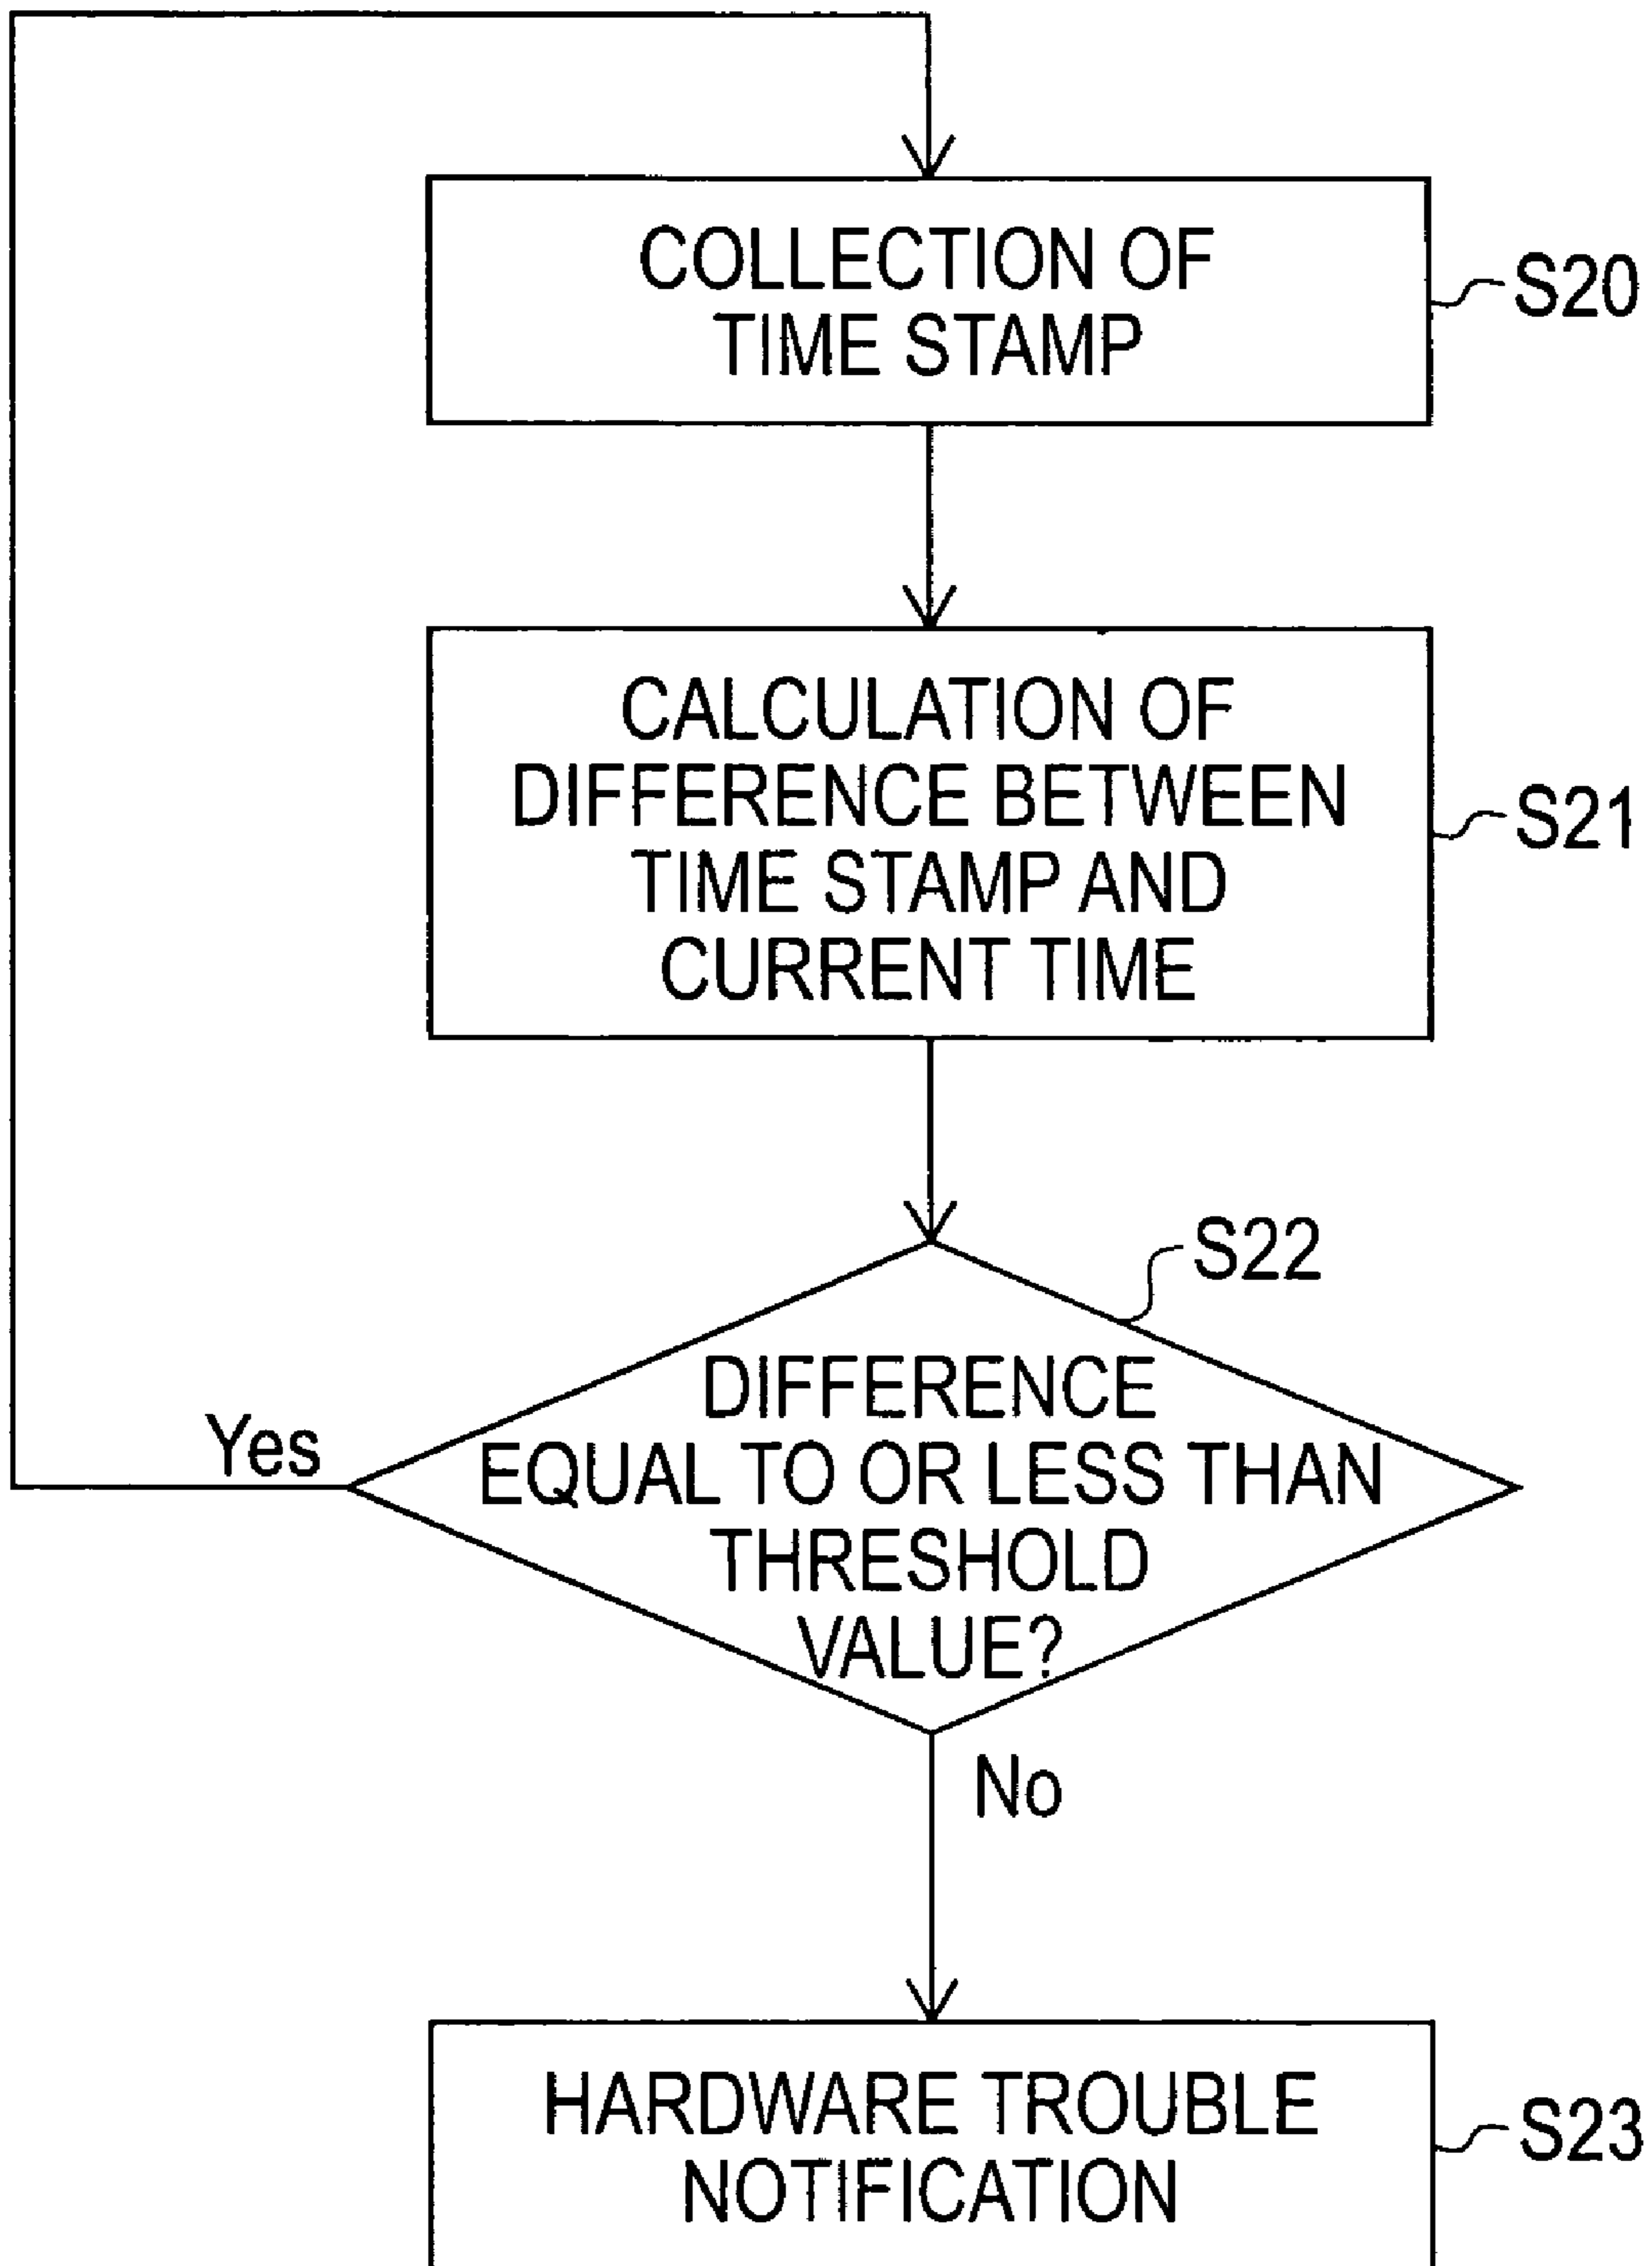 COLLECTION OF
TIME STAMP
S20
CALCULATION OF
DIFFERENCE BETWEEN
TIME STAMP AND
CURRENT TIME
S21
S22
DIFFERENCE
EQUAL TO OR LESS THAN
THRESHOLD
VALUE?
Yes
No
HARDWARE TROUBLE
NOTIFICATION
S23